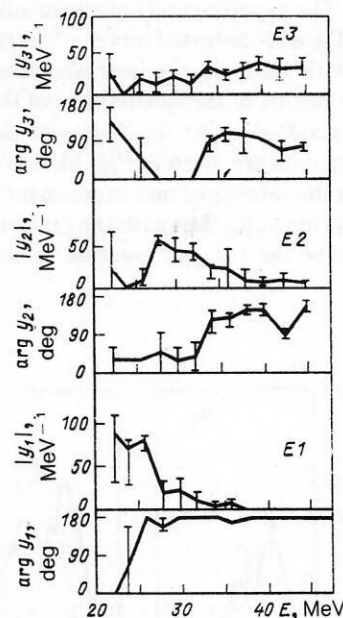 E3
|y3|,
MeV⁻¹
100
50
0
arg y3,
deg
180
90
0
E2
|y2|,
MeV⁻¹
50
0
arg y2,
deg
180
90
0
E1
|y1|,
MeV⁻¹
100
50
0
arg y1,
deg
180
90
0
20 30 40 E, MeV